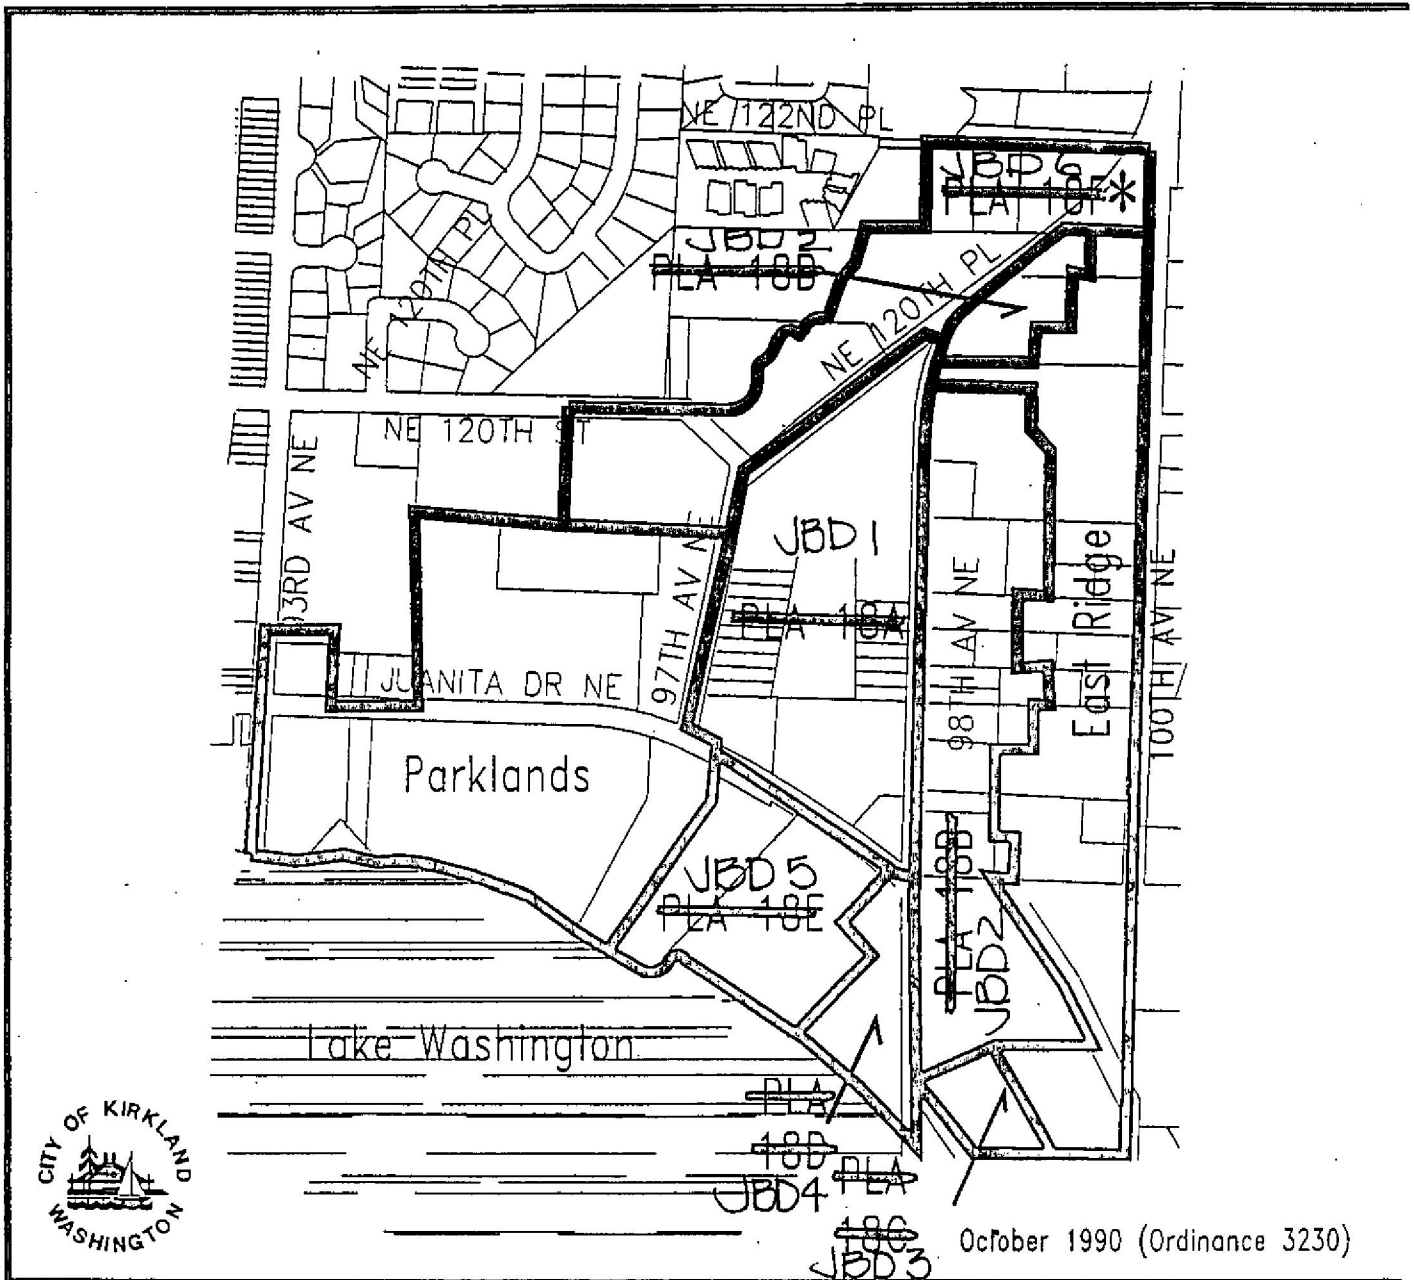 NE 122ND PL
JBD 6
PLA 18F*
JBD 2
PLA 18B
NE 120TH PL
NE 120TH PL
NE 120TH ST
93RD AV NE
JBD 1
PLA 18A
97TH AV NE
98TH AV NE
East Ridge
100TH AV NE
JUANITA DR NE
Parklands
JBD 5
PLA 18E
PLA 18B
JBD2
Lake Washington
PLA
18D
JBD4
PLA
18C
JBD3
CITY OF KIRKLAND
WASHINGTON
October 1990 (Ordinance 3230)